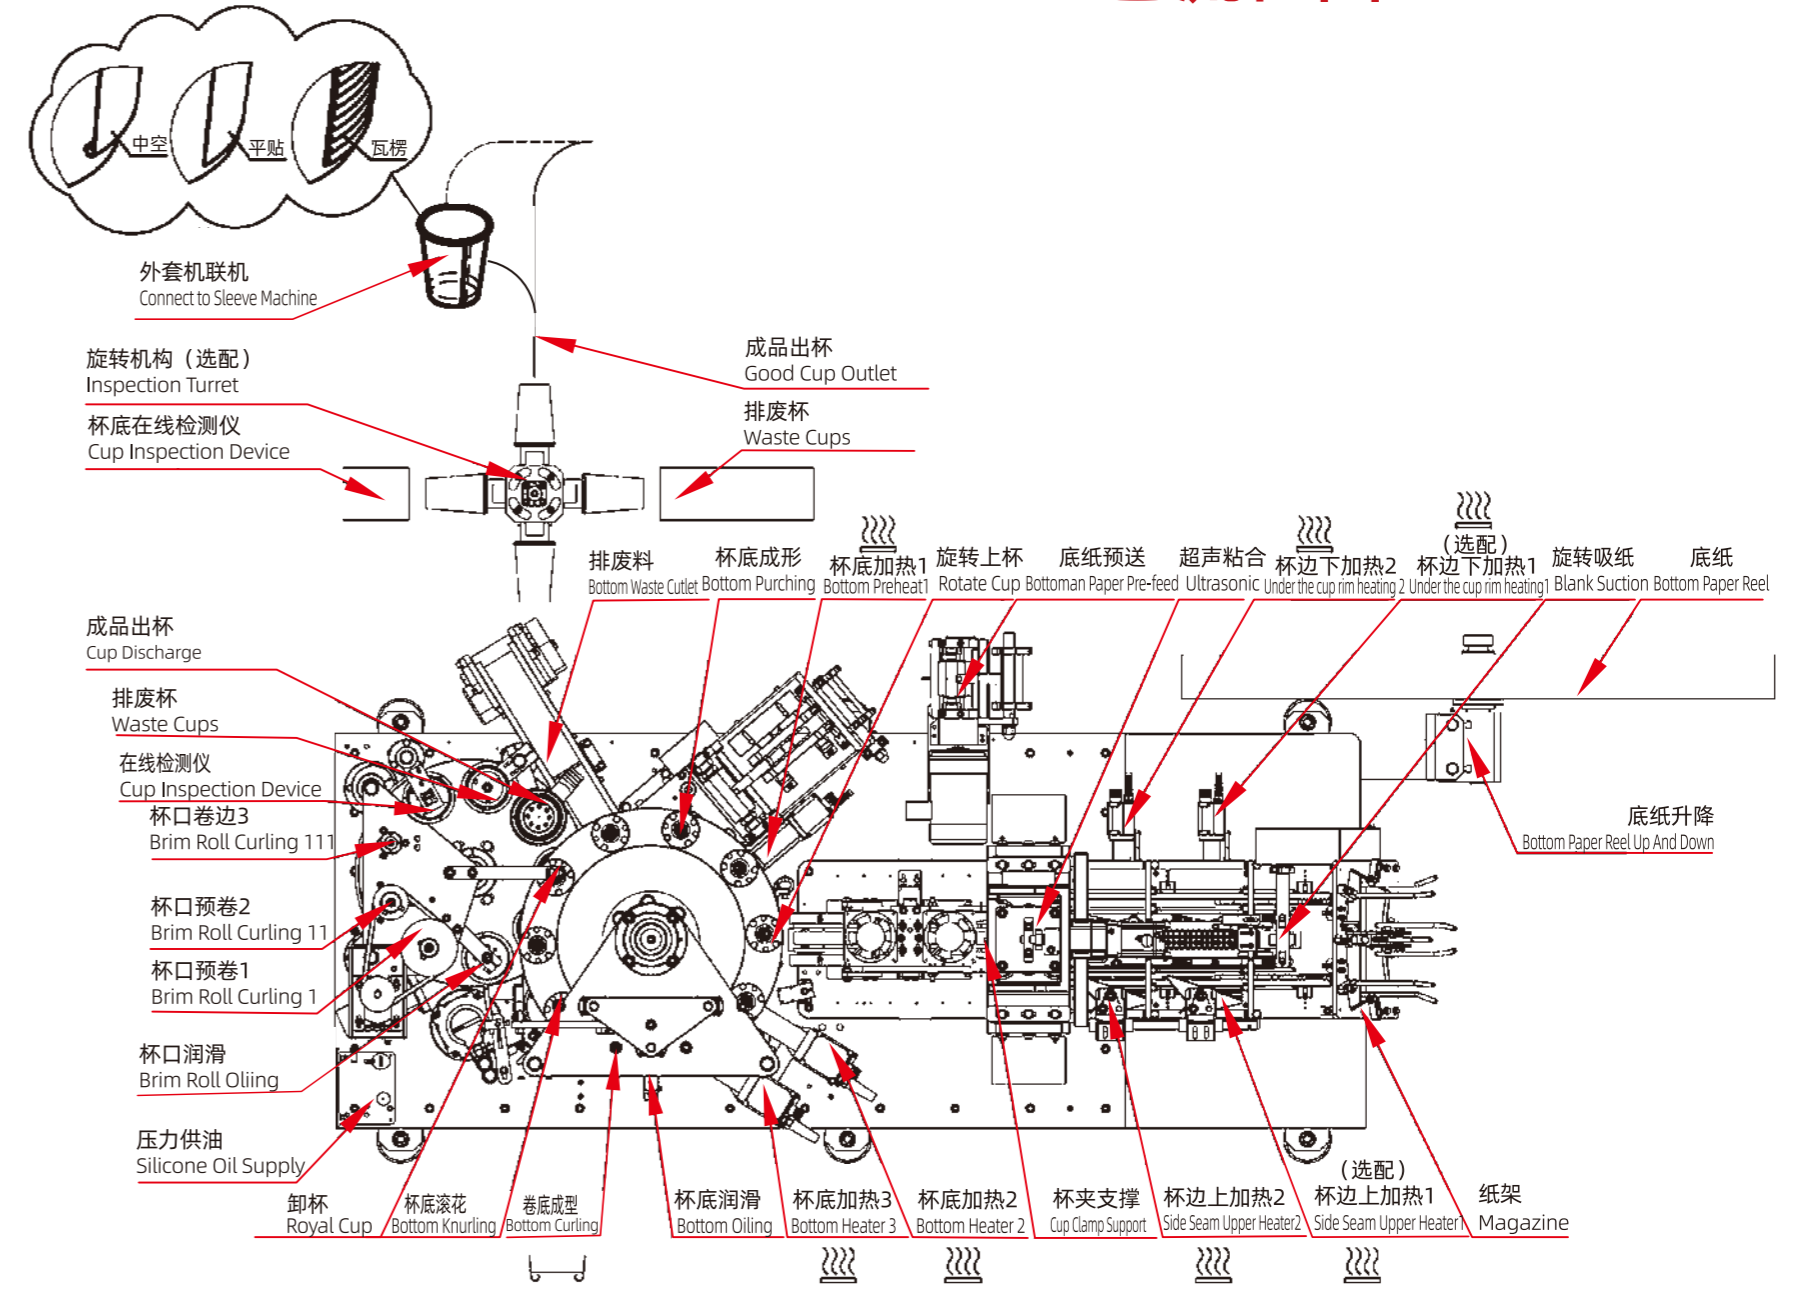 中空
平贴
瓦楞
外套机联机
Connect to Sleeve Machine
旋转机构（选配）
Inspection Turret
杯底在线检测仪
Cup Inspection Device
成品出杯
Good Cup Outlet
排废杯
Waste Cups
排废料
Bottom Waste Cutlet
杯底成形
Bottom Purching
杯底加热1
Bottom Preheat1
旋转上杯
Rotate Cup
底纸预送
Bottoman Paper Pre-feed
超声粘合
Ultrasonic
杯边下加热2
Under the cup rim heating 2
（选配）
杯边下加热1
Under the cup rim heating1
旋转吸纸
Blank Suction
底纸
Bottom Paper Reel
成品出杯
Cup Discharge
排废杯
Waste Cups
在线检测仪
Cup Inspection Device
杯口卷边3
Brim Roll Curling 111
杯口预卷2
Brim Roll Curling 11
杯口预卷1
Brim Roll Curling 1
杯口润滑
Brim Roll Oliing
压力供油
Silicone Oil Supply
底纸升降
Bottom Paper Reel Up And Down
卸杯
Royal Cup
杯底滚花
Bottom Knurling
卷底成型
Bottom Curling
杯底润滑
Bottom Oiling
杯底加热3
Bottom Heater 3
杯底加热2
Bottom Heater 2
杯夹支撑
Cup Clamp Support
杯边上加热2
Side Seam Upper Heater2
（选配）
杯边上加热1
Side Seam Upper Heater1
纸架
Magazine